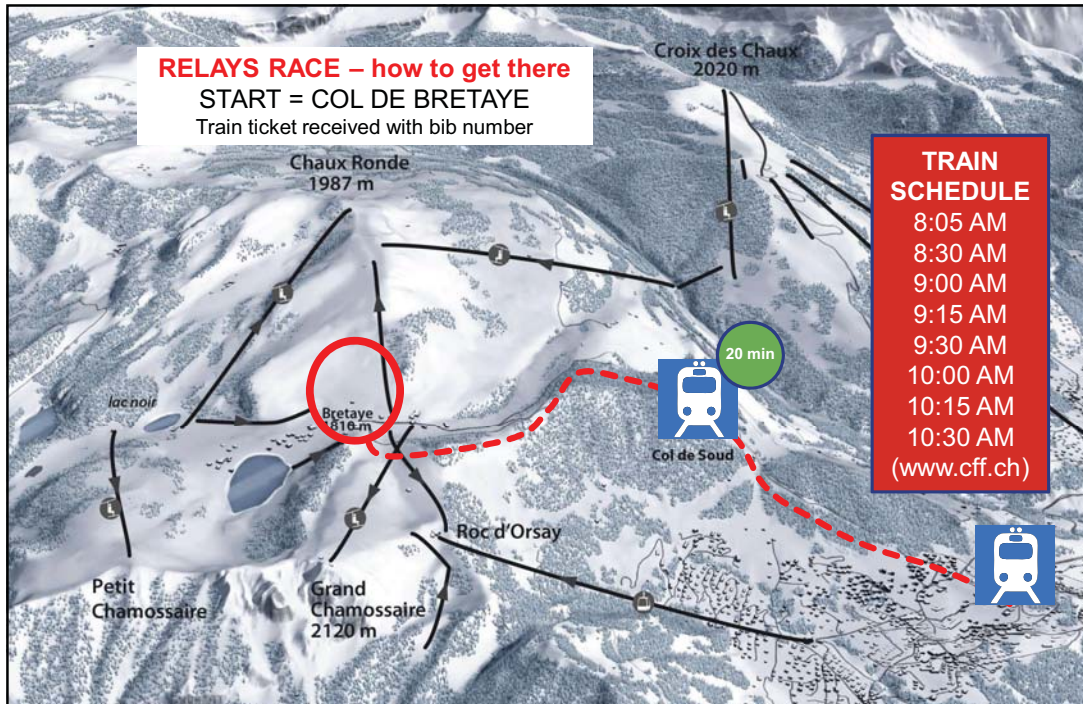 RELAYS RACE – how to get there
START = COL DE BRETAYE
Train ticket received with bib number
Croix des Chaux
2020 m
Chaux Ronde
1987 m
TRAIN
SCHEDULE
8:05 AM
8:30 AM
9:00 AM
9:15 AM
9:30 AM
10:00 AM
10:15 AM
10:30 AM
(www.cff.ch)
20 min
lac noir
Bretaye
1810 m
Col de Soud
Roc d'Orsay
Petit
Chamossaire
Grand
Chamossaire
2120 m